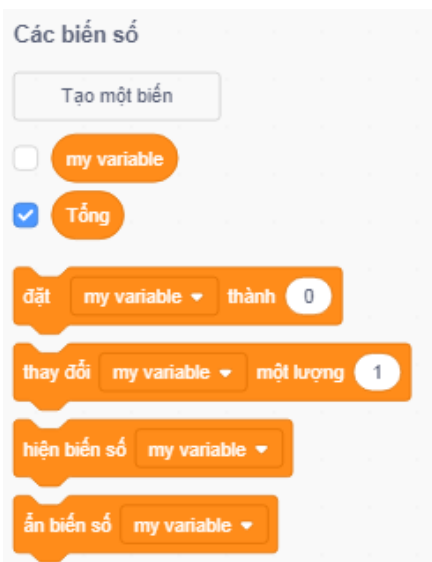 Các biến số
Tạo một biến
my variable
Tổng
đặt my variable thành 0
thay đổi my variable một lượng 1
hiện biến số my variable
ẩn biến số my variable